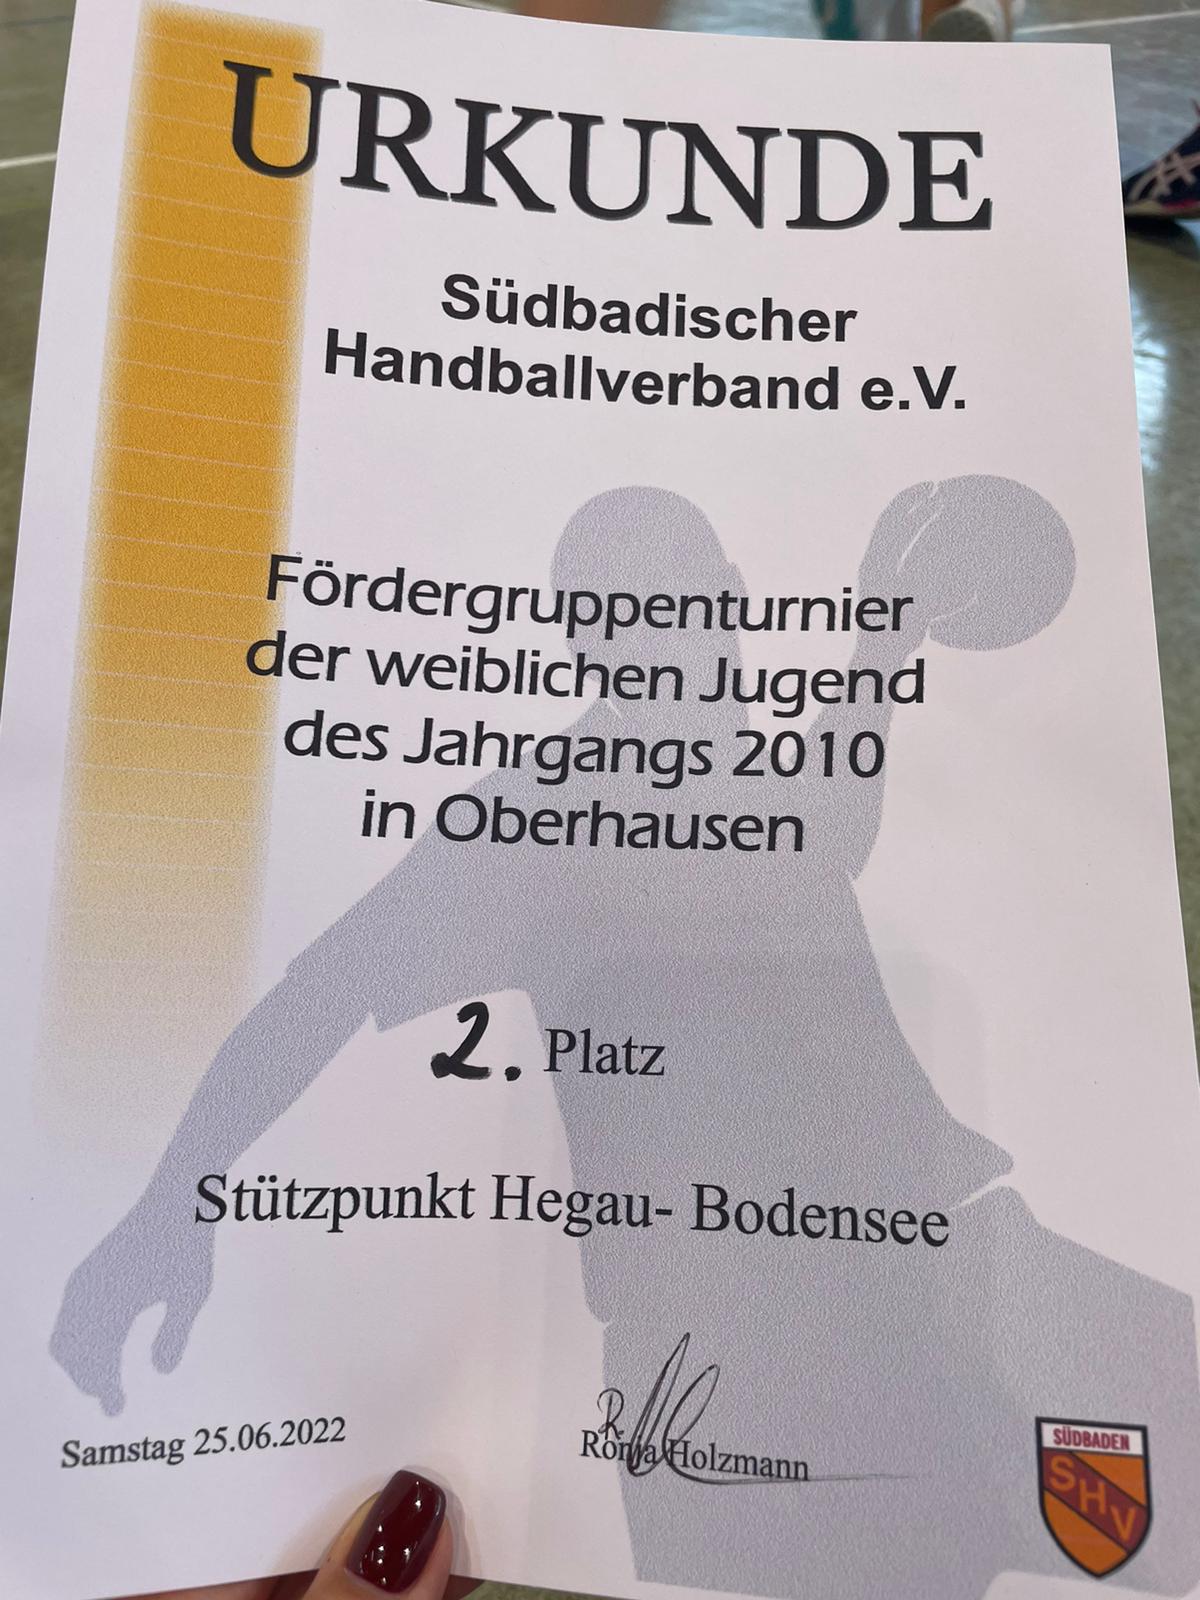 URKUNDE
Südbadischer
Handballverband e.V.
Fördergruppenturnier
der weiblichen Jugend
des Jahrgangs 2010
in Oberhausen
2. Platz
Stützpunkt Hegau- Bodensee
Samstag 25.06.2022
Ronja Holzmann
SÜDBADEN
SHV